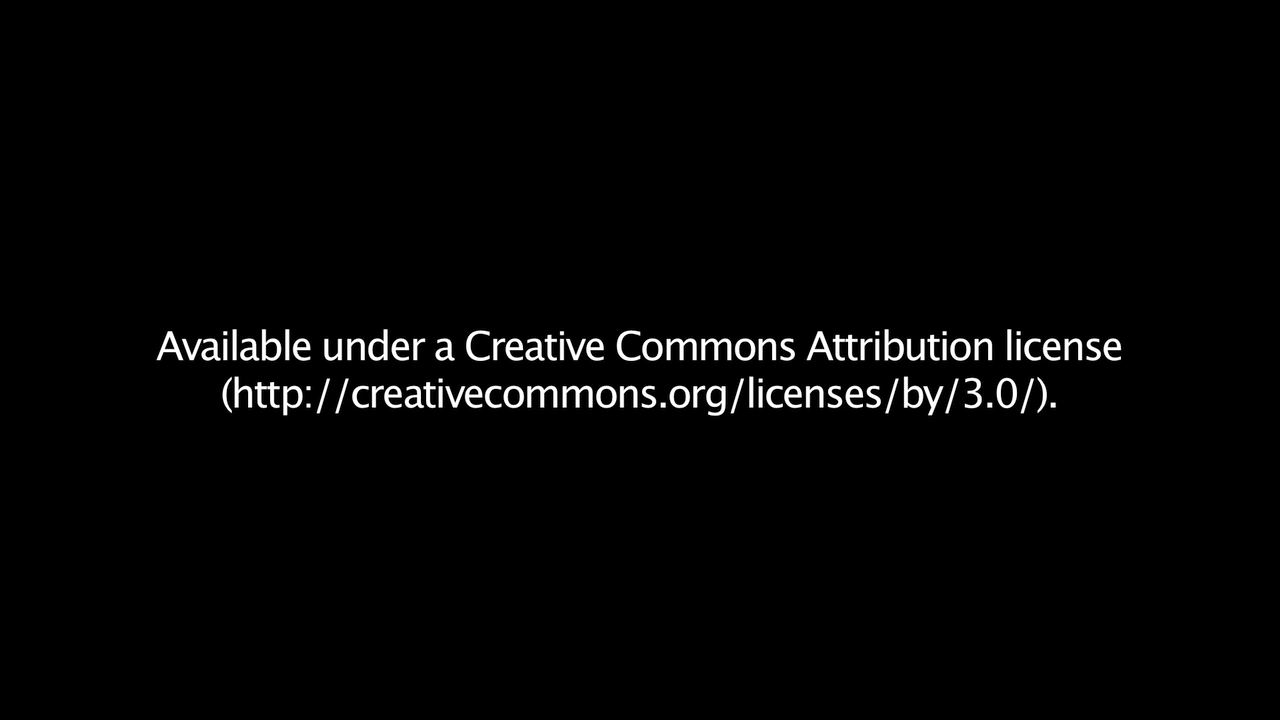 Available under a Creative Commons Attribution license
(http://creativecommons.org/licenses/by/3.0/).